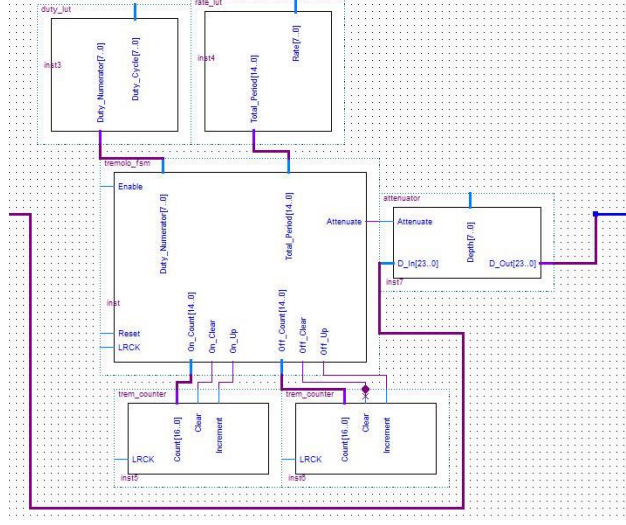 duty_lut
rate_lut
inst3
Duty_Numerator[7..0]
Duty_Cycle[7..0]
inst4
Total_Period[14..0]
Rate[7..0]
tremolo_fsm
Enable
Duty_Numerator[7..0]
Total_Period[14..0]
Attenuate
inst
Reset
LRCK
On_Count[14..0]
On_Clear
On_Up
Off_Count[14..0]
Off_Clear
Off_Up
attenuator
Attenuate
Depth[7..0]
D_In[23..0]
D_Out[23..0]
inst7
trem_counter
Count[16..0]
Clear
Increment
LRCK
inst5
trem_counter
Count[16..0]
Clear
Increment
LRCK
inst6